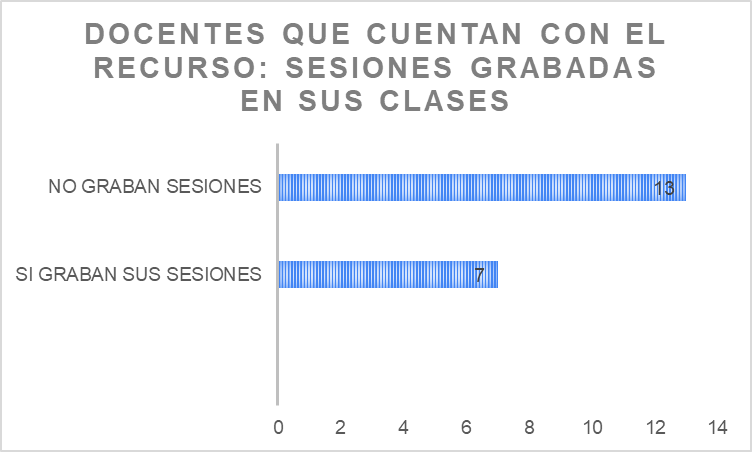 DOCENTES QUE CUENTAN CON EL
RECURSO: SESIONES GRABADAS
EN SUS CLASES
NO GRABAN SESIONES
13
SI GRABAN SUS SESIONES
7
0 2 4 6 8 10 12 14